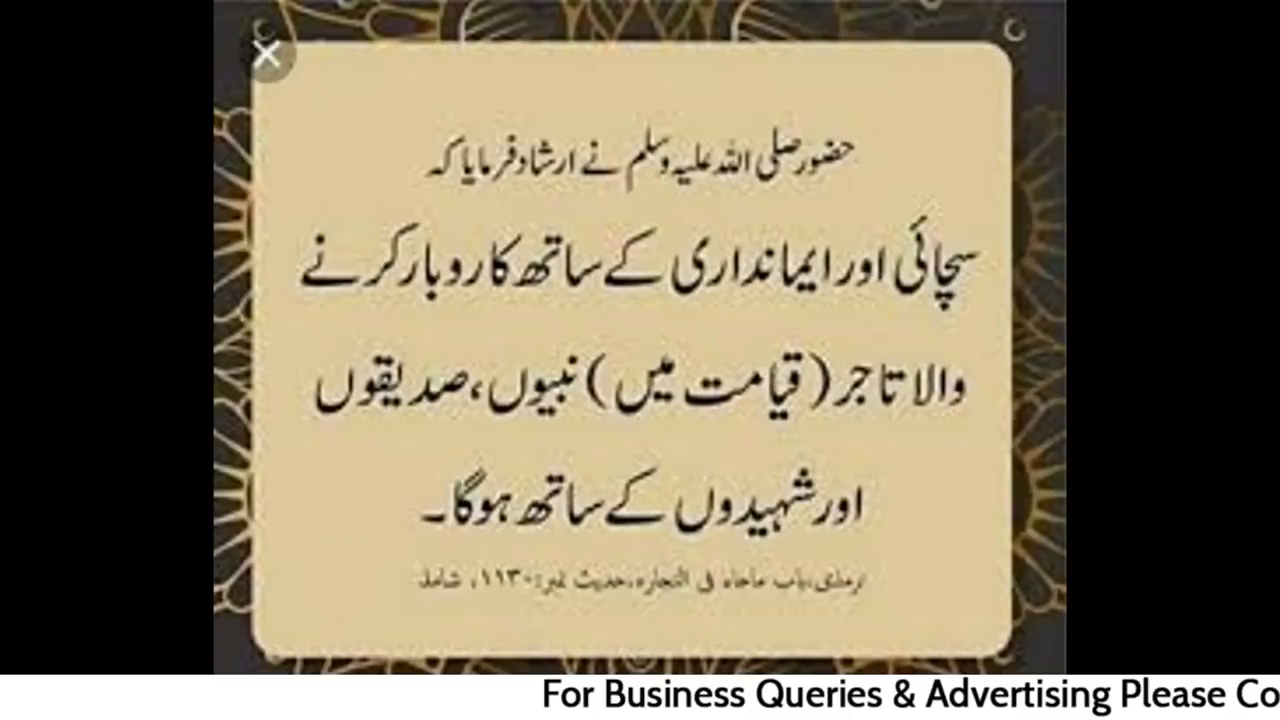 حضور صلی اللہ علیہ وسلم نے ارشاد فرمایا کہ
سچائی اور ایمانداری کے ساتھ کاروبار کرنے
والا تاجر (قیامت میں) نبیوں، صدیقوں
اور شہیدوں کے ساتھ ہوگا۔
ترمذی، باب ماجاء فی التجارہ، حدیث نمبر: ۱۱۳۰، شاملہ
For Business Queries & Advertising Please Co